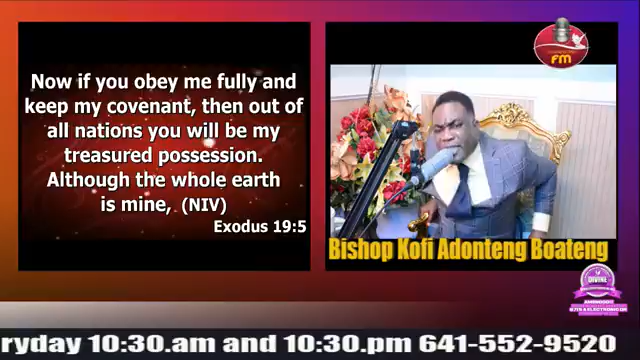 Now if you obey me fully and
keep my covenant, then out of
all nations you will be my
treasured possession.
Although the whole earth
is mine, (NIV)
Exodus 19:5
FM
Bishop Kofi Adonteng Boateng
DIVINE
ryday 10:30.am and 10:30.pm 641-552-9520